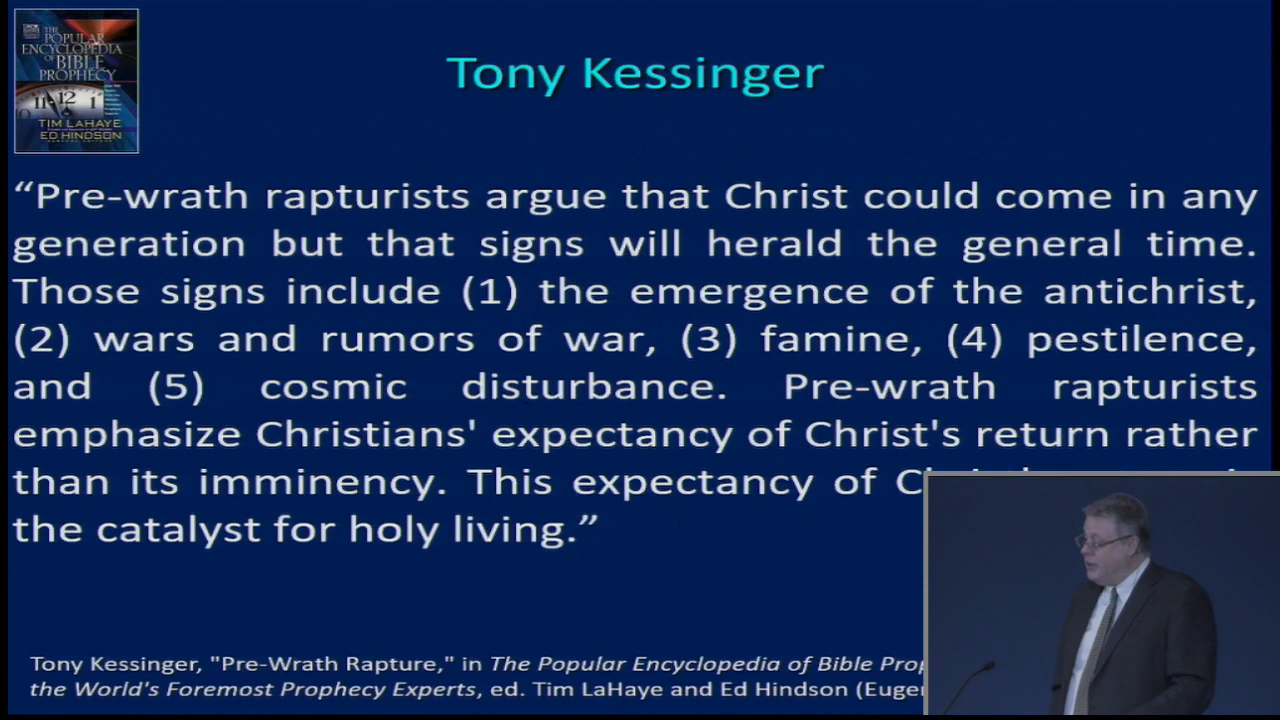 THE
POPULAR
ENCYCLOPEDIA
OF BIBLE
PROPHECY
11 12 1
TIM LAHAYE
ED HINDSON
Tony Kessinger
“Pre-wrath rapturists argue that Christ could come in any
generation but that signs will herald the general time.
Those signs include (1) the emergence of the antichrist,
(2) wars and rumors of war, (3) famine, (4) pestilence,
and (5) cosmic disturbance. Pre-wrath rapturists
emphasize Christians' expectancy of Christ's return rather
than its imminency. This expectancy of
the catalyst for holy living.”
Tony Kessinger, "Pre-Wrath Rapture," in The Popular Encyclopedia of Bible
the World's Foremost Prophecy Experts, ed. Tim LaHaye and Ed Hindson